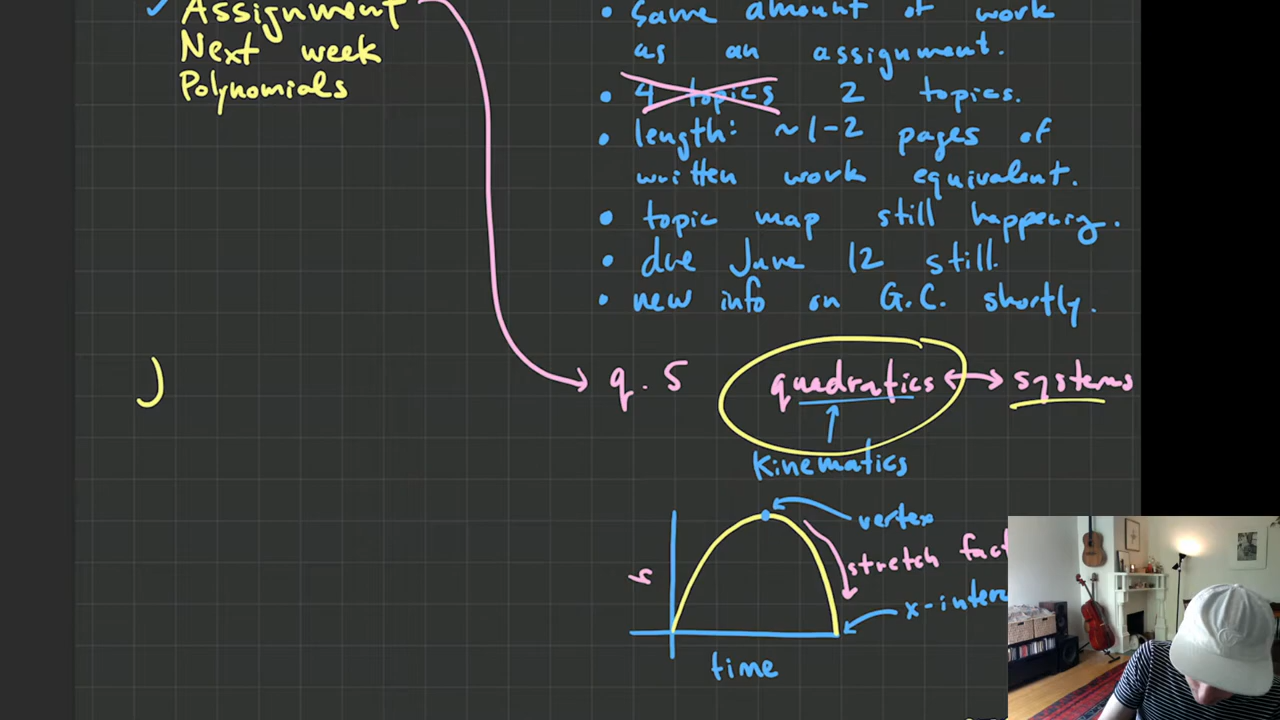 Assignment
Next week
Polynomials
• Same amount of work
as an assignment.
• 4 topics 2 topics.
• length: ~1-2 pages of
written work equivalent.
• topic map still happening.
• due June 12 still.
• new info on G.C. shortly.
q. 5 quadratics ↔ systems
Kinematics
vertex
stretch fact
x-inter
time